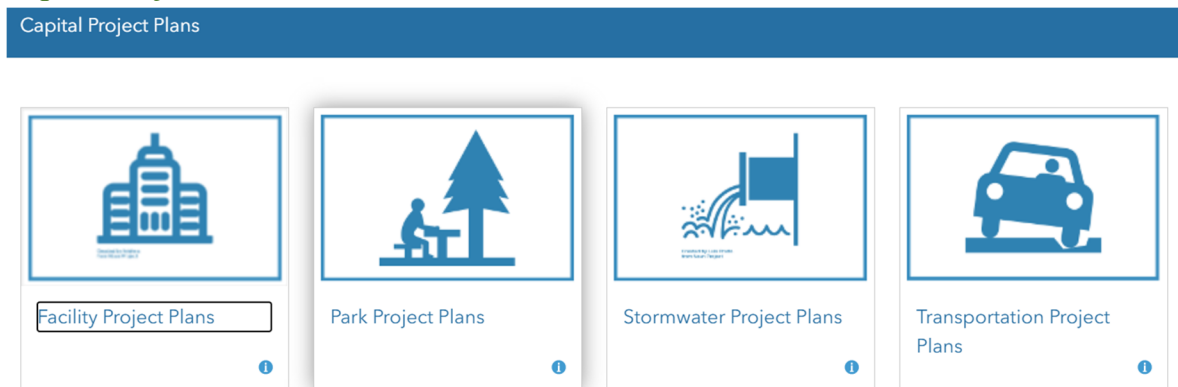 Capital Project Plans
Facility Project Plans
Park Project Plans
Stormwater Project Plans
Transportation Project
Plans